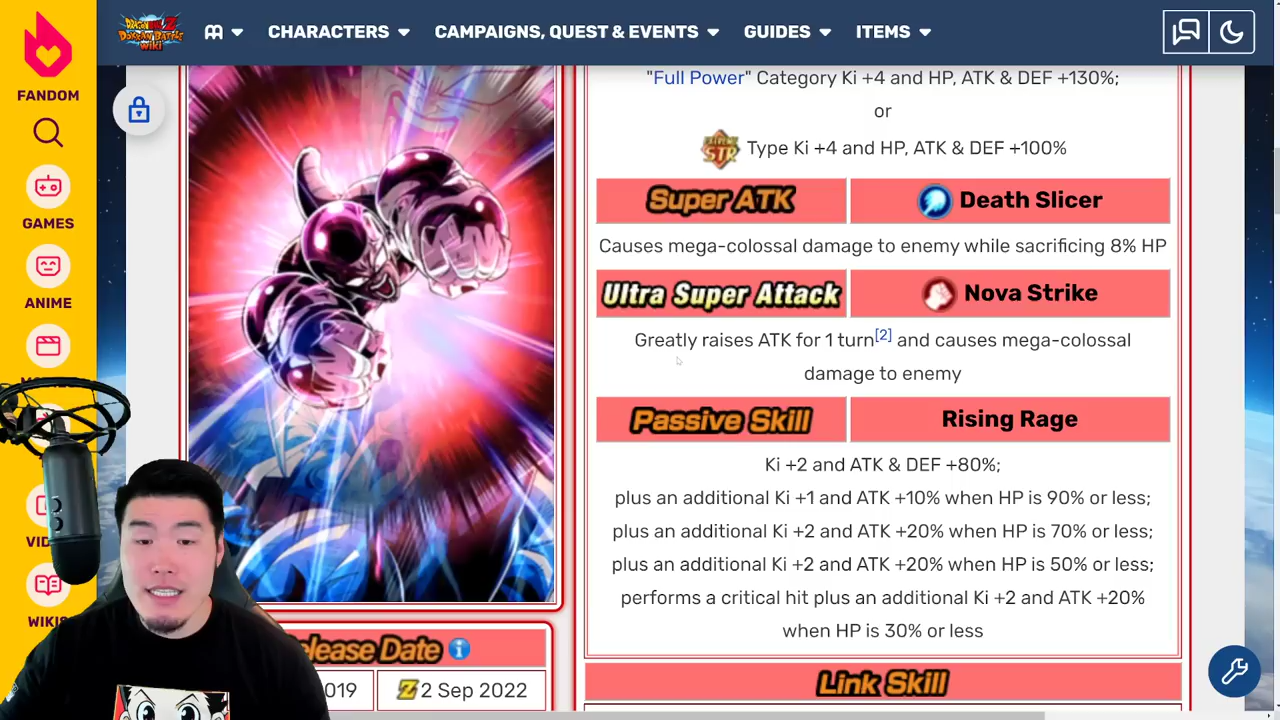 DRAGON BALL Z
DOKKAN BATTLE
WIKI
CHARACTERS
CAMPAIGNS, QUEST & EVENTS
GUIDES
ITEMS
FANDOM
GAMES
ANIME
VID
WIKIS
"Full Power" Category Ki +4 and HP, ATK & DEF +130%;
or
EXTREME STR Type Ki +4 and HP, ATK & DEF +100%
Super ATK
Death Slicer
Causes mega-colossal damage to enemy while sacrificing 8% HP
Ultra Super Attack
Nova Strike
Greatly raises ATK for 1 turn[2] and causes mega-colossal
damage to enemy
Passive Skill
Rising Rage
Ki +2 and ATK & DEF +80%;
plus an additional Ki +1 and ATK +10% when HP is 90% or less;
plus an additional Ki +2 and ATK +20% when HP is 70% or less;
plus an additional Ki +2 and ATK +20% when HP is 50% or less;
performs a critical hit plus an additional Ki +2 and ATK +20%
when HP is 30% or less
Link Skill
elease Date
019
Z 2 Sep 2022